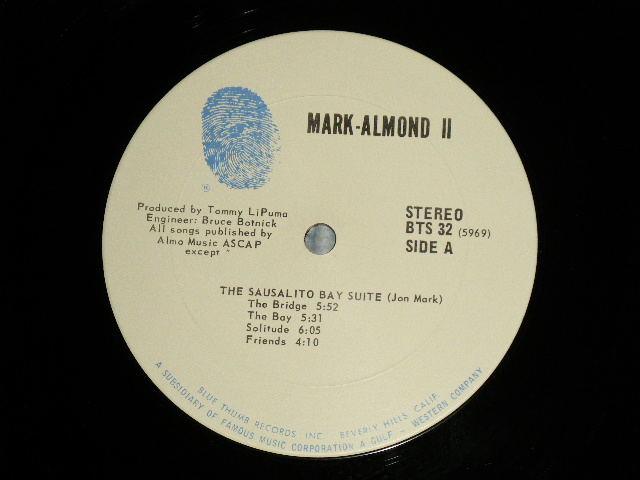 MARK-ALMOND II
Produced by Tommy LiPuma
Engineer: Bruce Botnick
All songs published by
Almo Music ASCAP
except *
STEREO
BTS 32 (5969)
SIDE A
THE SAUSALITO BAY SUITE (Jon Mark)
The Bridge 5:52
The Bay 5:31
Solitude 6:05
Friends 4:10
BLUE THUMB RECORDS INC. BEVERLY HILLS, CALIF.
A SUBSIDIARY OF FAMOUS MUSIC CORPORATION A GULF - WESTERN COMPANY